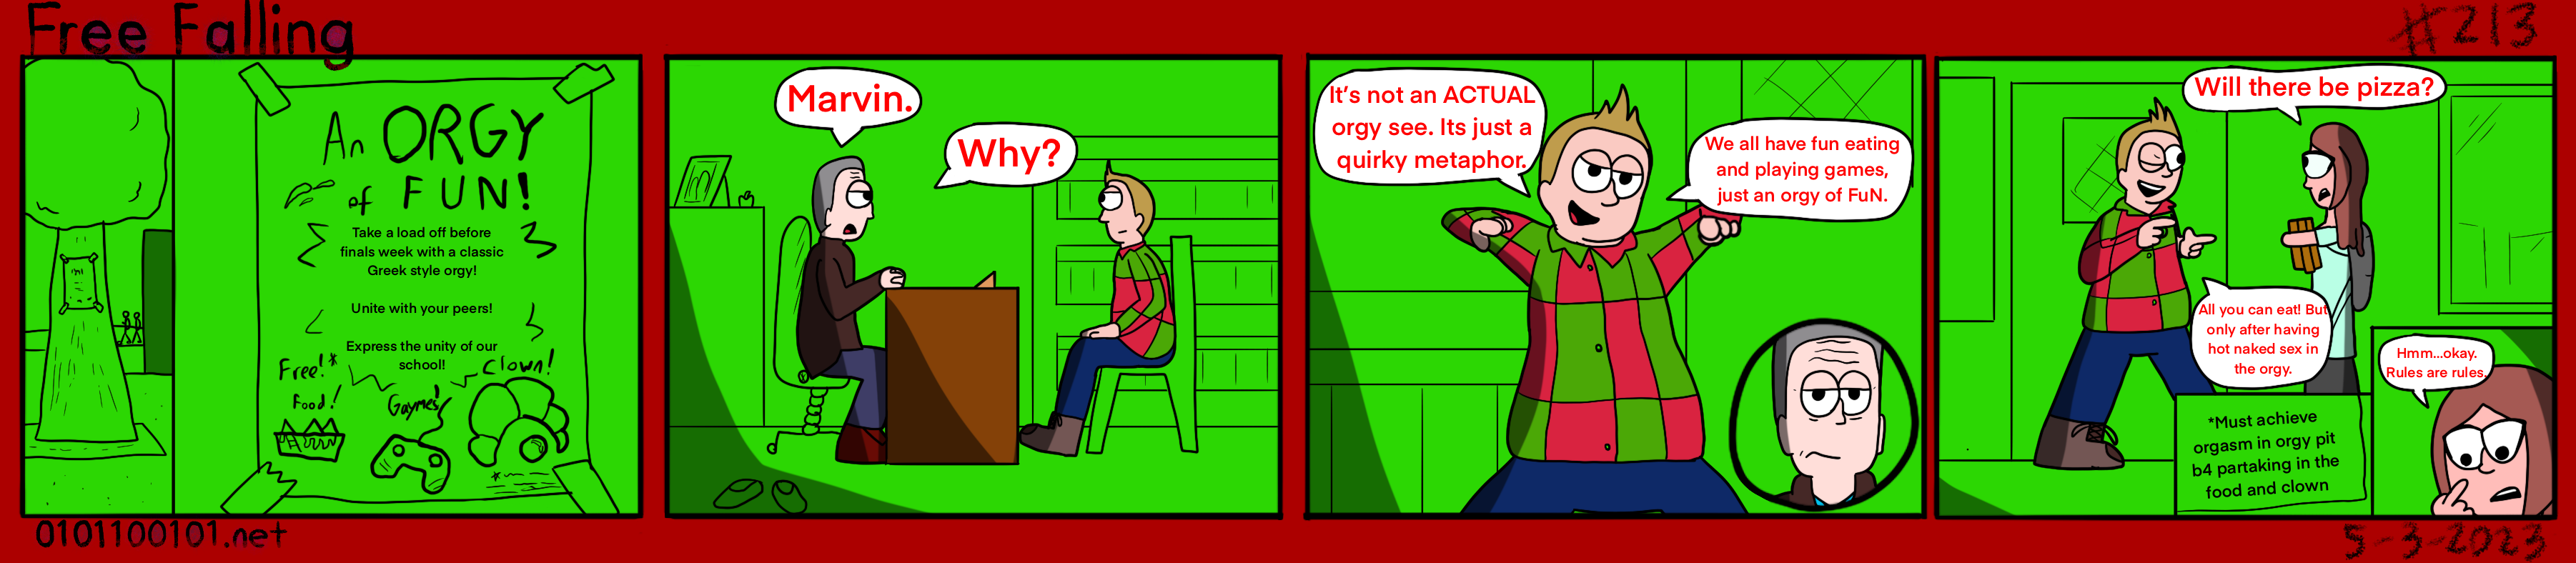 Free Falling
#213
An ORGY
of FUN!
Take a load off before
finals week with a classic
Greek style orgy!
Unite with your peers!
Express the unity of our
school!
Free!*
Food!
Gaymes!
Clown!
*
Marvin.
Why?
It's not an ACTUAL
orgy see. Its just a
quirky metaphor.
We all have fun eating
and playing games,
just an orgy of FuN.
Will there be pizza?
All you can eat! But
only after having
hot naked sex in
the orgy.
*Must achieve
orgasm in orgy pit
b4 partaking in the
food and clown
Hmm...okay.
Rules are rules.
0101100101.net
5-3-2023